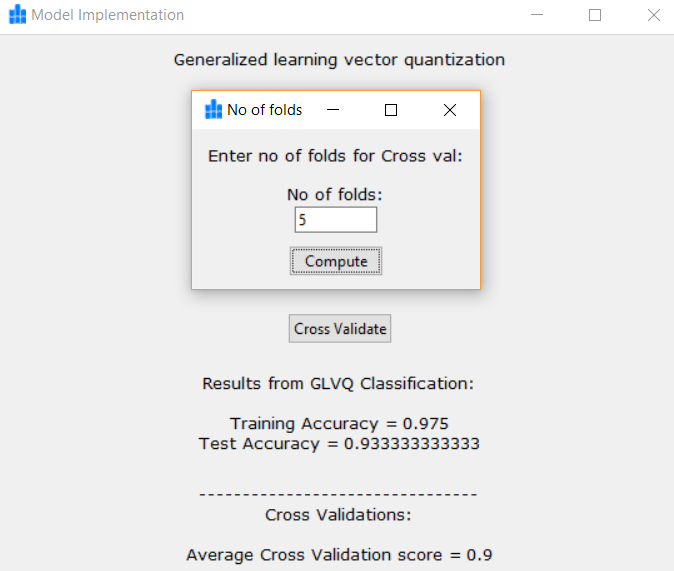 Model Implementation
Generalized learning vector quantization
No of folds
Enter no of folds for Cross val:
No of folds:
5
Compute
Cross Validate
Results from GLVQ Classification:
Training Accuracy = 0.975
Test Accuracy = 0.933333333333
--------------------------------
Cross Validations:
Average Cross Validation score = 0.9